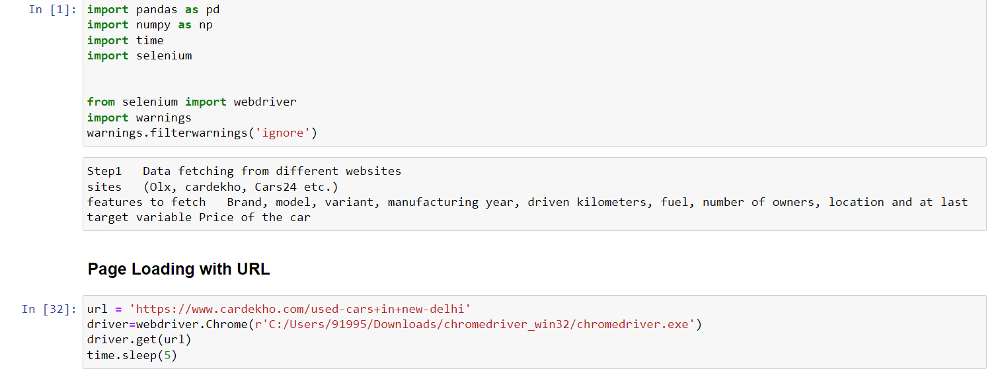 In [1]: import pandas as pd
import numpy as np
import time
import selenium
from selenium import webdriver
import warnings
warnings.filterwarnings('ignore')
Step1   Data fetching from different websites
sites   (Olx, cardekho, Cars24 etc.)
features to fetch   Brand, model, variant, manufacturing year, driven kilometers, fuel, number of owners, location and at last
target variable Price of the car
Page Loading with URL
In [32]: url = 'https://www.cardekho.com/used-cars+in+new-delhi'
driver=webdriver.Chrome(r'C:/Users/91995/Downloads/chromedriver_win32/chromedriver.exe')
driver.get(url)
time.sleep(5)